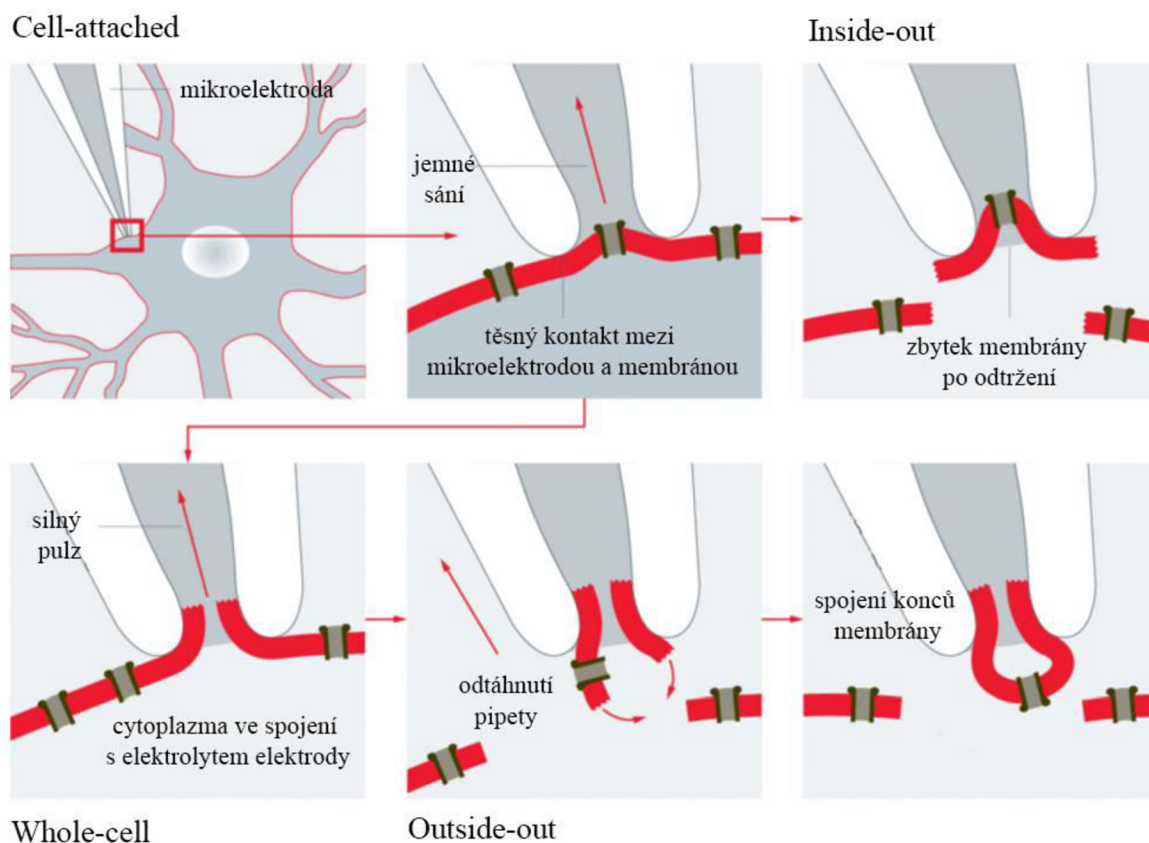 Cell-attached
Inside-out
mikroelektroda
jemné
sání
těsný kontakt mezi
mikroelektrodou a membránou
zbytek membrány
po odtržení
silný
pulz
cytoplazma ve spojení
s elektrolytem elektrody
odtáhnutí
pipety
spojení konců
membrány
Whole-cell
Outside-out